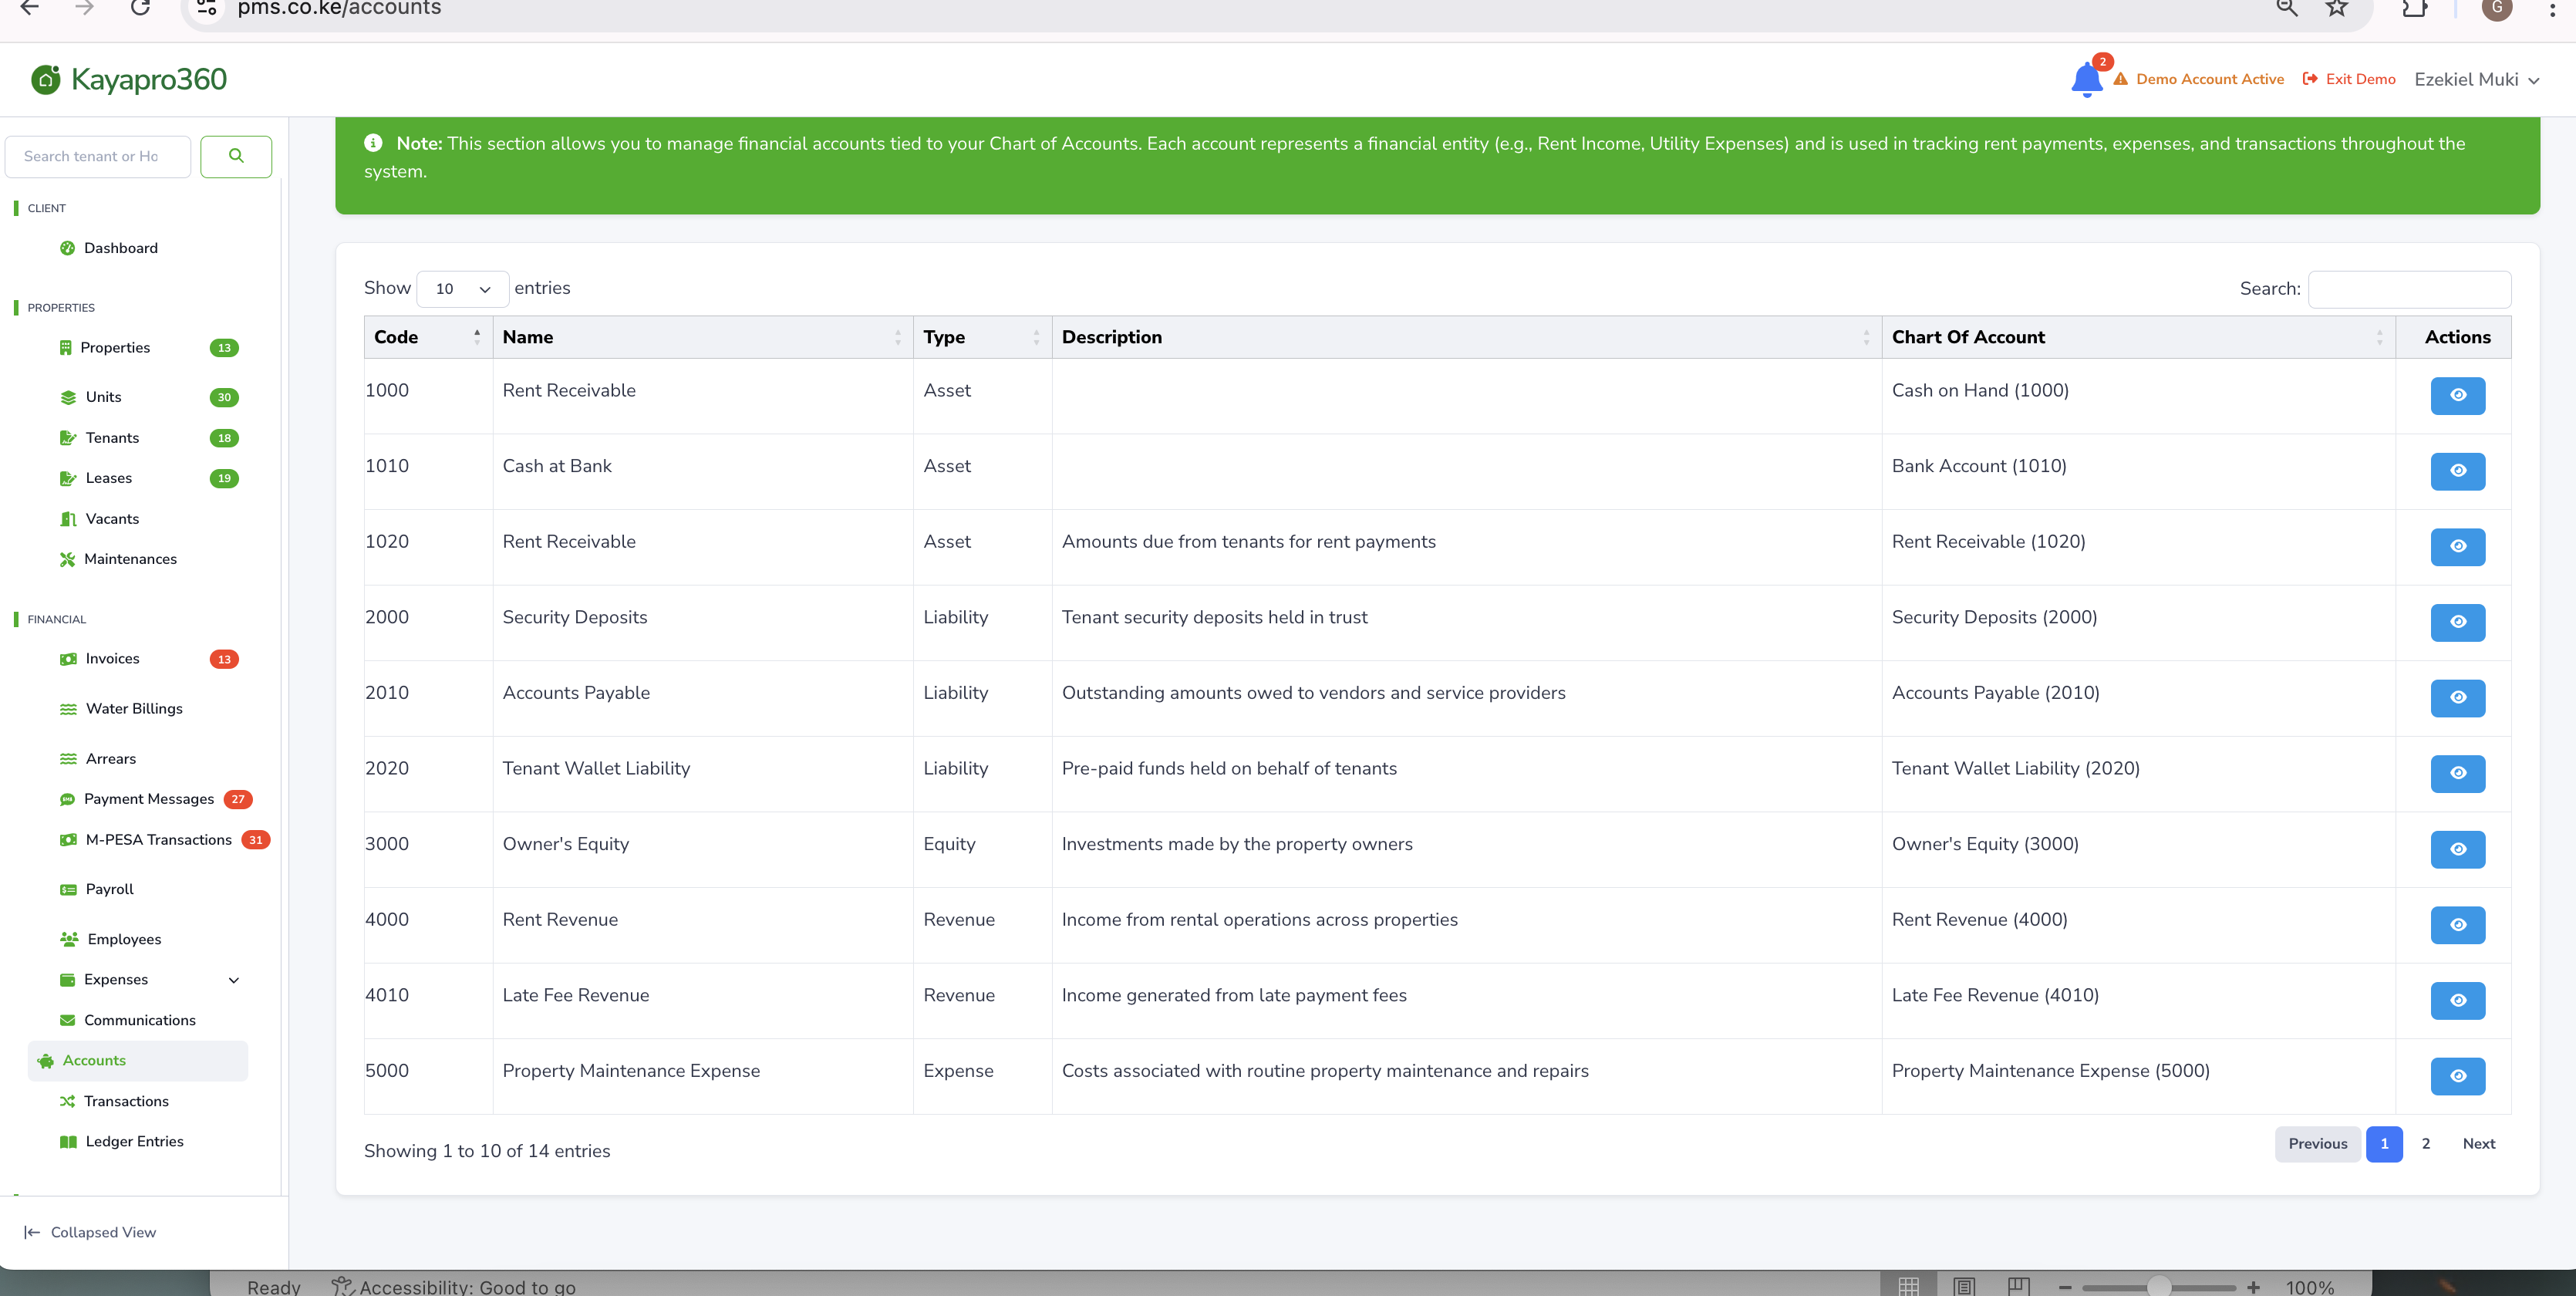 pms.co.ke/accounts
G
Kayapro360
2
Demo Account Active
Exit Demo
Ezekiel Muki
Search tenant or Ho
CLIENT
Dashboard
PROPERTIES
Properties 13
Units 30
Tenants 18
Leases 19
Vacants
Maintenances
FINANCIAL
Invoices 13
Water Billings
Arrears
Payment Messages 27
M-PESA Transactions 31
Payroll
Employees
Expenses
Communications
Accounts
Transactions
Ledger Entries
Collapsed View
Note: This section allows you to manage financial accounts tied to your Chart of Accounts. Each account represents a financial entity (e.g., Rent Income, Utility Expenses) and is used in tracking rent payments, expenses, and transactions throughout the
system.
Show 10 entries
Search:
Code Name Type Description Chart Of Account Actions
1000 Rent Receivable Asset Cash on Hand (1000)
1010 Cash at Bank Asset Bank Account (1010)
1020 Rent Receivable Asset Amounts due from tenants for rent payments Rent Receivable (1020)
2000 Security Deposits Liability Tenant security deposits held in trust Security Deposits (2000)
2010 Accounts Payable Liability Outstanding amounts owed to vendors and service providers Accounts Payable (2010)
2020 Tenant Wallet Liability Liability Pre-paid funds held on behalf of tenants Tenant Wallet Liability (2020)
3000 Owner's Equity Equity Investments made by the property owners Owner's Equity (3000)
4000 Rent Revenue Revenue Income from rental operations across properties Rent Revenue (4000)
4010 Late Fee Revenue Revenue Income generated from late payment fees Late Fee Revenue (4010)
5000 Property Maintenance Expense Expense Costs associated with routine property maintenance and repairs Property Maintenance Expense (5000)
Showing 1 to 10 of 14 entries
Previous 1 2 Next
Ready Accessibility: Good to go 100%